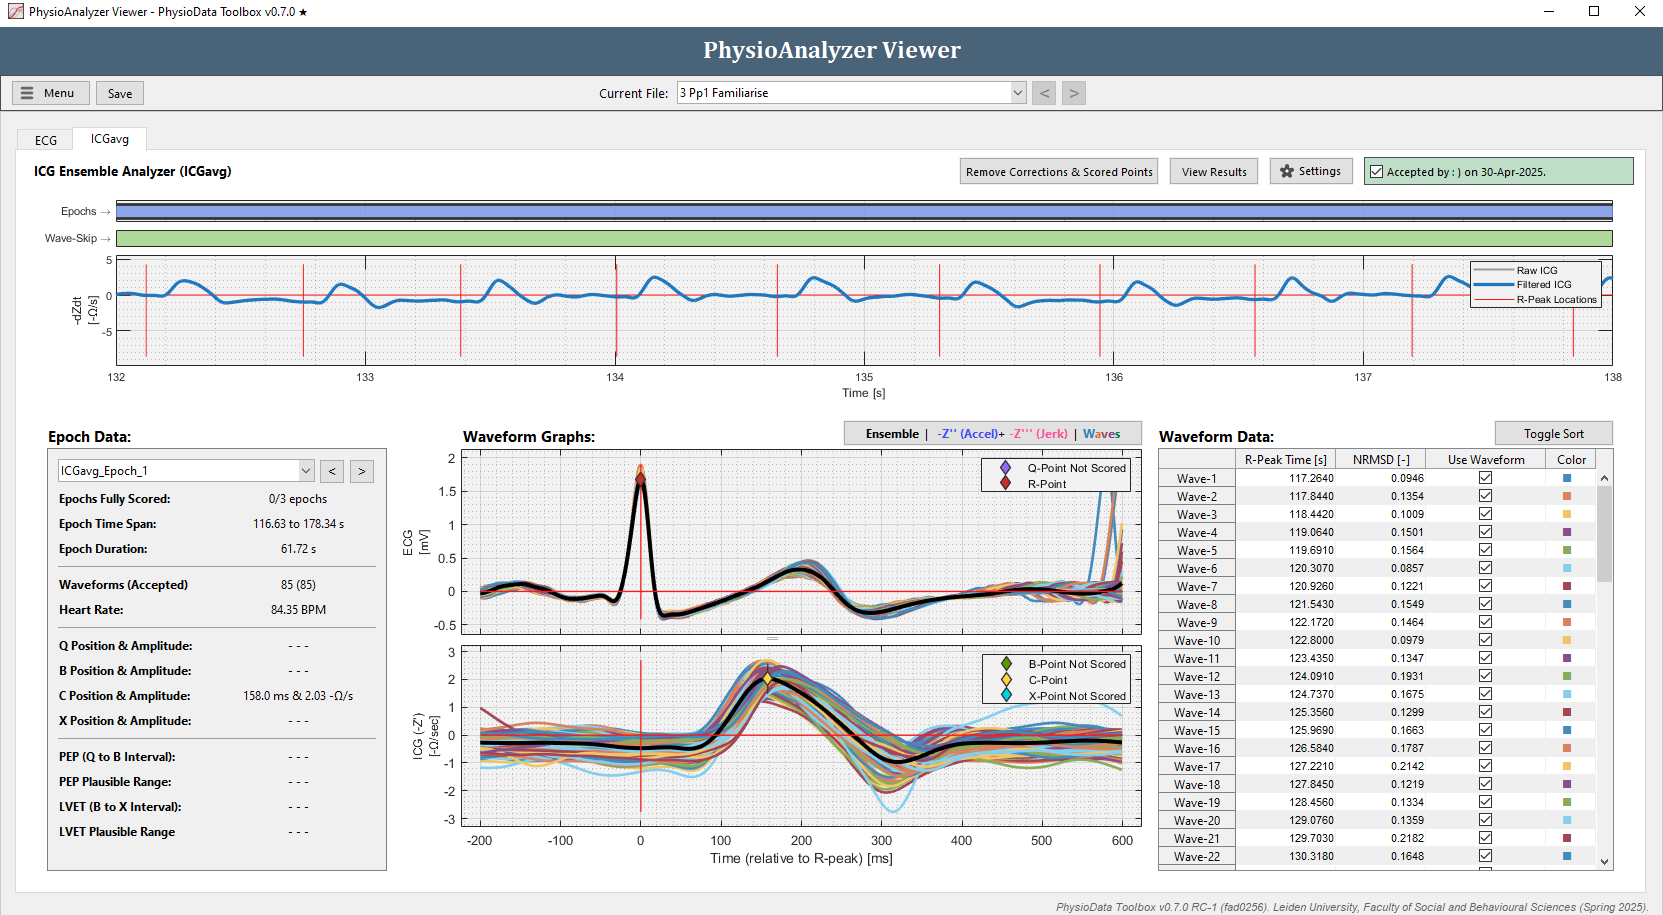 PhysioAnalyzer Viewer - PhysioData Toolbox v0.7.0 ★
PhysioAnalyzer Viewer
Menu
Save
Current File:
3 Pp1 Familiarise
<
>
ECG
ICGavg
ICG Ensemble Analyzer (ICGavg)
Remove Corrections & Scored Points
View Results
Settings
Accepted by : ) on 30-Apr-2025.
Epochs →
Wave-Skip →
5
0
-5
-dZdt
[-Ω/s]
Raw ICG
Filtered ICG
R-Peak Locations
132 133 134 135 136 137 138
Time [s]
Epoch Data:
ICGavg_Epoch_1
<
>
Epochs Fully Scored: 0/3 epochs
Epoch Time Span: 116.63 to 178.34 s
Epoch Duration: 61.72 s
Waveforms (Accepted) 85 (85)
Heart Rate: 84.35 BPM
Q Position & Amplitude: - - -
B Position & Amplitude: - - -
C Position & Amplitude: 158.0 ms & 2.03 -Ω/s
X Position & Amplitude: - - -
PEP (Q to B Interval): - - -
PEP Plausible Range: - - -
LVET (B to X Interval): - - -
LVET Plausible Range - - -
Waveform Graphs:
Ensemble | -Z'' (Accel)+ -Z''' (Jerk) | Waves
2
1.5
1
0.5
0
-0.5
ECG
[mV]
Q-Point Not Scored
R-Point
3
2
1
0
-1
-2
-3
ICG (-Z')
[-Ω/sec]
B-Point Not Scored
C-Point
X-Point Not Scored
-200 -100 0 100 200 300 400 500 600
Time (relative to R-peak) [ms]
Waveform Data:
Toggle Sort
R-Peak Time [s] NRMSD [-] Use Waveform Color
Wave-1 117.2640 0.0946
Wave-2 117.8440 0.1354
Wave-3 118.4420 0.1009
Wave-4 119.0640 0.1501
Wave-5 119.6910 0.1564
Wave-6 120.3070 0.0857
Wave-7 120.9260 0.1221
Wave-8 121.5430 0.1549
Wave-9 122.1720 0.1464
Wave-10 122.8000 0.0979
Wave-11 123.4350 0.1347
Wave-12 124.0910 0.1931
Wave-13 124.7370 0.1675
Wave-14 125.3560 0.1299
Wave-15 125.9690 0.1663
Wave-16 126.5840 0.1787
Wave-17 127.2210 0.2142
Wave-18 127.8450 0.1219
Wave-19 128.4560 0.1334
Wave-20 129.0760 0.1359
Wave-21 129.7030 0.2182
Wave-22 130.3180 0.1648
PhysioData Toolbox v0.7.0 RC-1 (fad0256). Leiden University, Faculty of Social and Behavioural Sciences (Spring 2025).